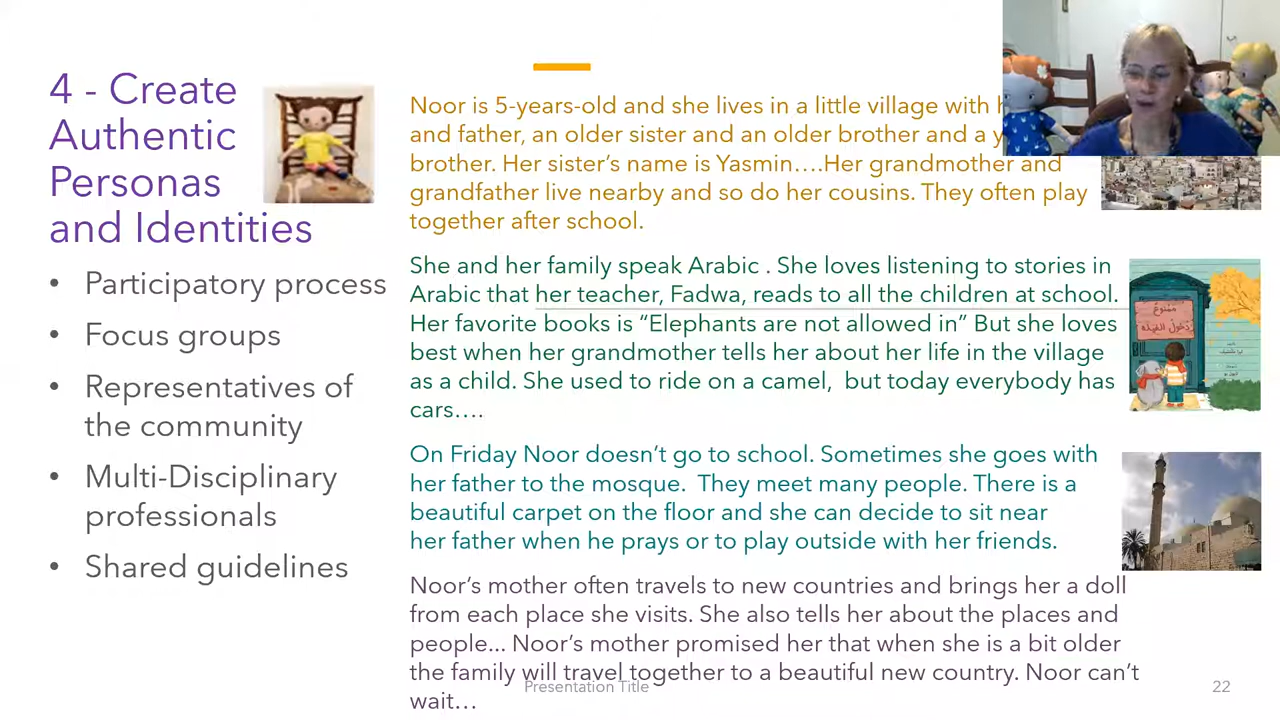 4 - Create
Authentic
Personas
and Identities
• Participatory process
• Focus groups
• Representatives of
the community
• Multi-Disciplinary
professionals
• Shared guidelines
Noor is 5-years-old and she lives in a little village with
and father, an older sister and an older brother and a
brother. Her sister’s name is Yasmin….Her grandmother and
grandfather live nearby and so do her cousins. They often play
together after school.
She and her family speak Arabic . She loves listening to stories in
Arabic that her teacher, Fadwa, reads to all the children at school.
Her favorite books is “Elephants are not allowed in” But she loves
best when her grandmother tells her about her life in the village
as a child. She used to ride on a camel,  but today everybody has
cars….
ممنوع
دخول الفيلة
On Friday Noor doesn’t go to school. Sometimes she goes with
her father to the mosque.  They meet many people. There is a
beautiful carpet on the floor and she can decide to sit near
her father when he prays or to play outside with her friends.
Noor’s mother often travels to new countries and brings her a doll
from each place she visits. She also tells her about the places and
people... Noor’s mother promised her that when she is a bit older
the family will travel together to a beautiful new country. Noor can’t
wait…
Presentation Title
22